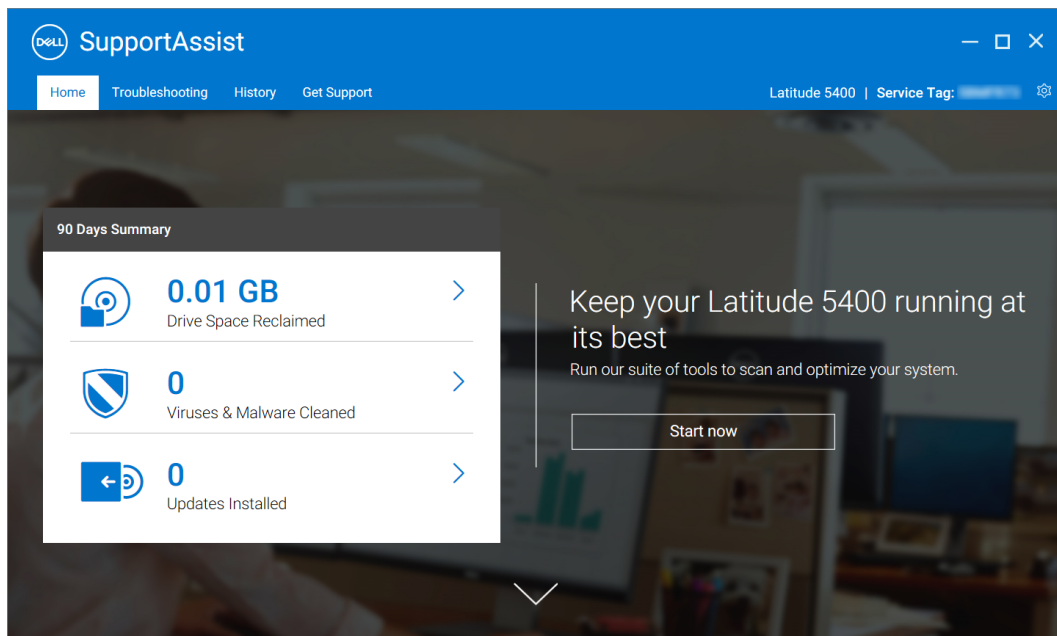 DELL SupportAssist
Home Troubleshooting History Get Support Latitude 5400 | Service Tag:
90 Days Summary
0.01 GB
Drive Space Reclaimed
0
Viruses & Malware Cleaned
0
Updates Installed
Keep your Latitude 5400 running at
its best
Run our suite of tools to scan and optimize your system.
Start now